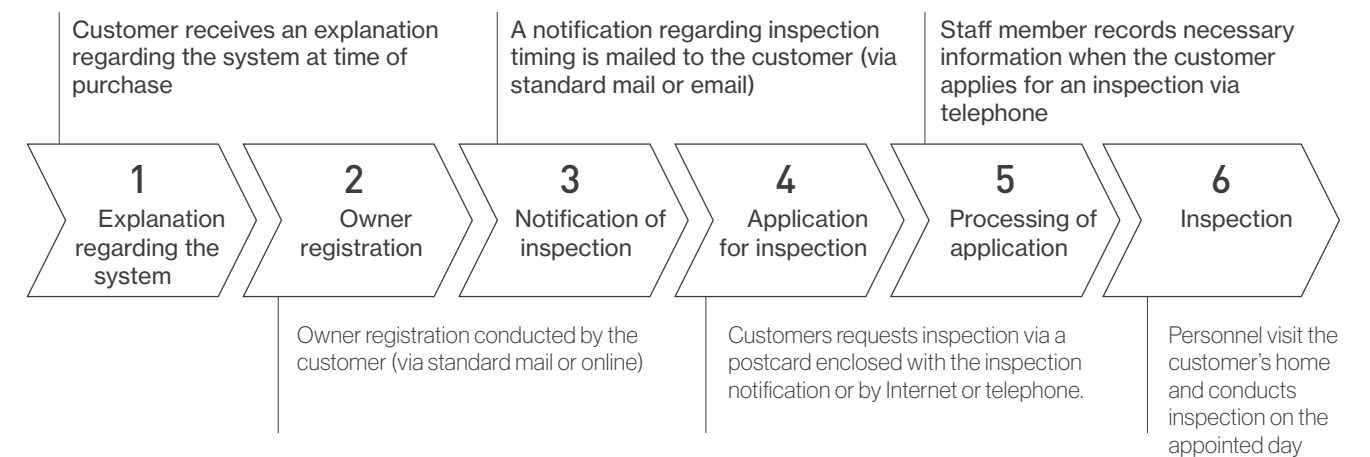 Customer receives an explanation
regarding the system at time of
purchase
A notification regarding inspection
timing is mailed to the customer (via
standard mail or email)
Staff member records necessary
information when the customer
applies for an inspection via
telephone
1
Explanation
regarding the
system
2
Owner
registration
3
Notification of
inspection
4
Application
for inspection
5
Processing of
application
6
Inspection
Owner registration conducted by the
customer (via standard mail or online)
Customers requests inspection via a
postcard enclosed with the inspection
notification or by Internet or telephone.
Personnel visit the
customer's home
and conducts
inspection on the
appointed day